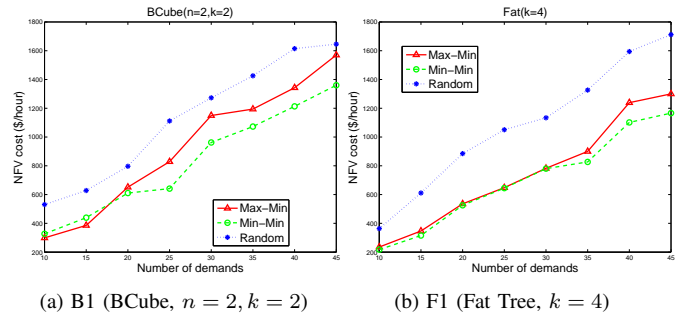 BCube(n=2,k=2)
NFV cost ($/hour)
1800
1600
1400
1200
1000
800
600
400
200
10 15 20 25 30 35 40 45
Number of demands
Max−Min
Min−Min
Random
(a) B1 (BCube, n = 2, k = 2)
Fat(k=4)
NFV cost ($/hour)
1800
1600
1400
1200
1000
800
600
400
200
10 15 20 25 30 35 40 45
Number of demands
Max−Min
Min−Min
Random
(b) F1 (Fat Tree, k = 4)